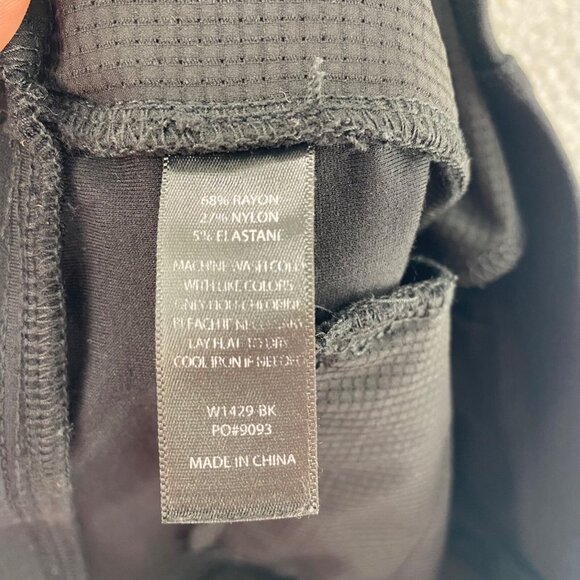 68% RAYON
27% NYLON
5% ELASTANE
MACHINE WASH COLD
WITH LIKE COLORS
ONLY NON-CHLORINE
BLEACH IF NECESSARY
LAY FLAT TO DRY
COOL IRON IF NEEDED
W1429-BK
PO#9093
MADE IN CHINA